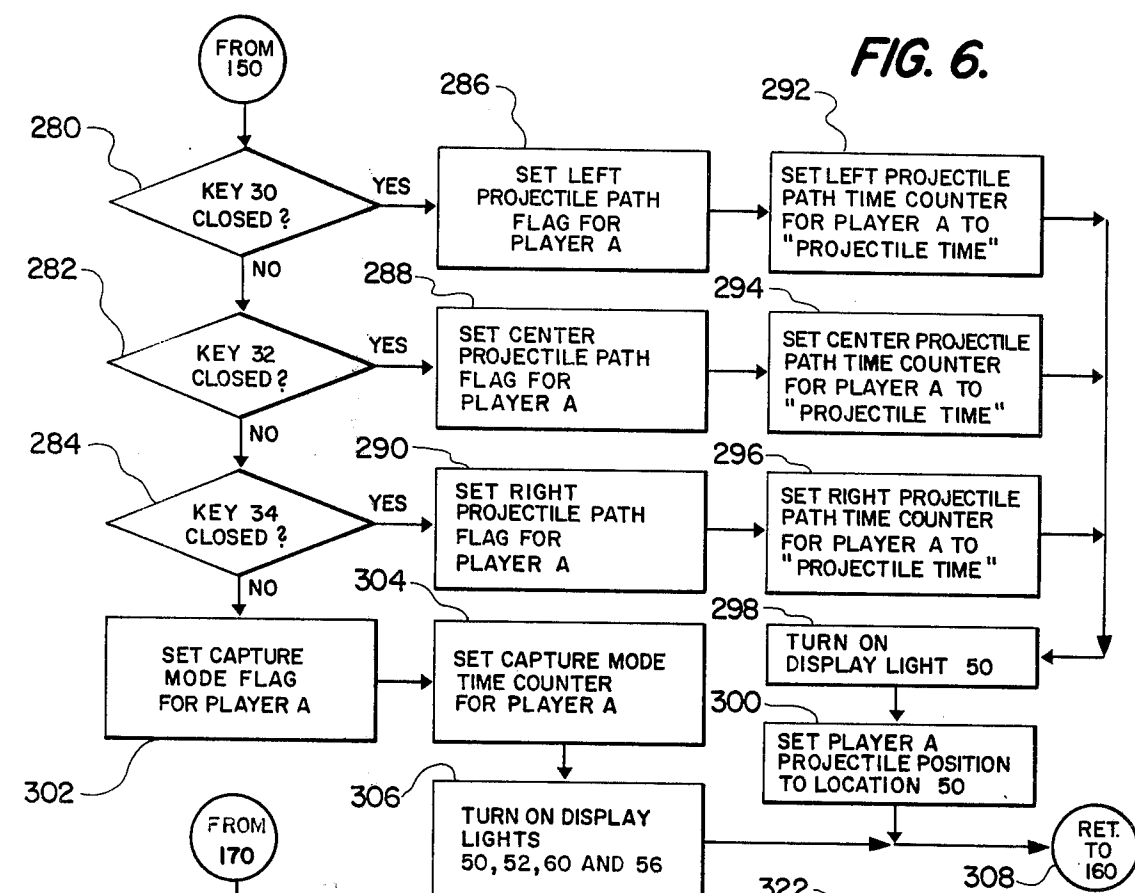 FROM
150
FIG. 6.
280
KEY 30
CLOSED?
YES
NO
286
SET LEFT
PROJECTILE PATH
FLAG FOR
PLAYER A
292
SET LEFT PROJECTILE
PATH TIME COUNTER
FOR PLAYER A TO
"PROJECTILE TIME"
282
KEY 32
CLOSED?
YES
NO
288
SET CENTER
PROJECTILE PATH
FLAG FOR
PLAYER A
294
SET CENTER PROJECTILE
PATH TIME COUNTER
FOR PLAYER A TO
"PROJECTILE TIME"
284
KEY 34
CLOSED?
YES
NO
290
SET RIGHT
PROJECTILE PATH
FLAG FOR
PLAYER A
296
SET RIGHT PROJECTILE
PATH TIME COUNTER
FOR PLAYER A TO
"PROJECTILE TIME"
298
TURN ON
DISPLAY LIGHT 50
300
SET PLAYER A
PROJECTILE POSITION
TO LOCATION 50
SET CAPTURE
MODE FLAG
FOR PLAYER A
302
304
SET CAPTURE MODE
TIME COUNTER
FOR PLAYER A
306
TURN ON DISPLAY
LIGHTS
50, 52, 60 AND 56
RET.
TO
160
308
FROM
170
322